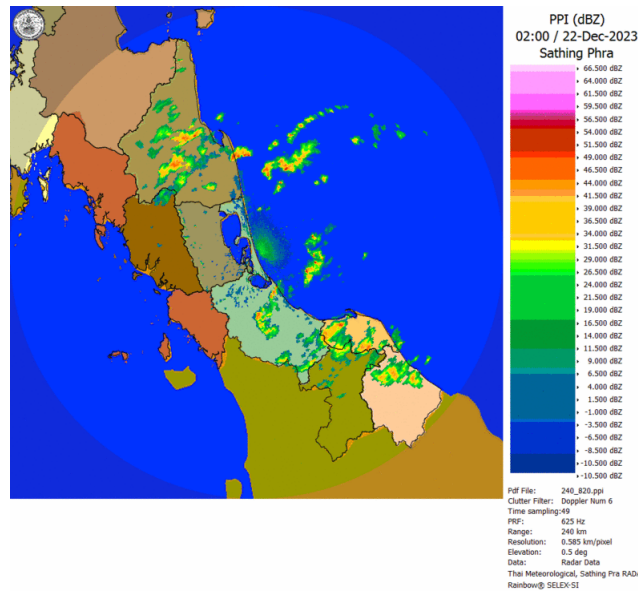 PPI (dBZ)
02:00 / 22-Dec-2023
Sathing Phra
66.500 dBZ
64.000 dBZ
61.500 dBZ
59.500 dBZ
56.500 dBZ
54.000 dBZ
51.500 dBZ
49.000 dBZ
46.500 dBZ
44.000 dBZ
41.500 dBZ
39.000 dBZ
36.500 dBZ
34.000 dBZ
31.500 dBZ
29.000 dBZ
26.500 dBZ
21.500 dBZ
19.000 dBZ
16.500 dBZ
14.000 dBZ
11.500 dBZ
9.000 dBZ
6.500 dBZ
4.000 dBZ
1.500 dBZ
-1.000 dBZ
-3.500 dBZ
-6.500 dBZ
-8.500 dBZ
-10.500 dBZ
-10.500 dBZ
Pdf File: 240_820.ppi
Clutter Filter: Doppler Num 6
Time sampling:49
PRF: 625 Hz
Range: 240 km
Resolution: 0.585 km/pixel
Elevation: 0.5 deg
Data: Radar Data
Thai Meteorological, Sathing Pra RADA
Rainbow® SELEX-SI